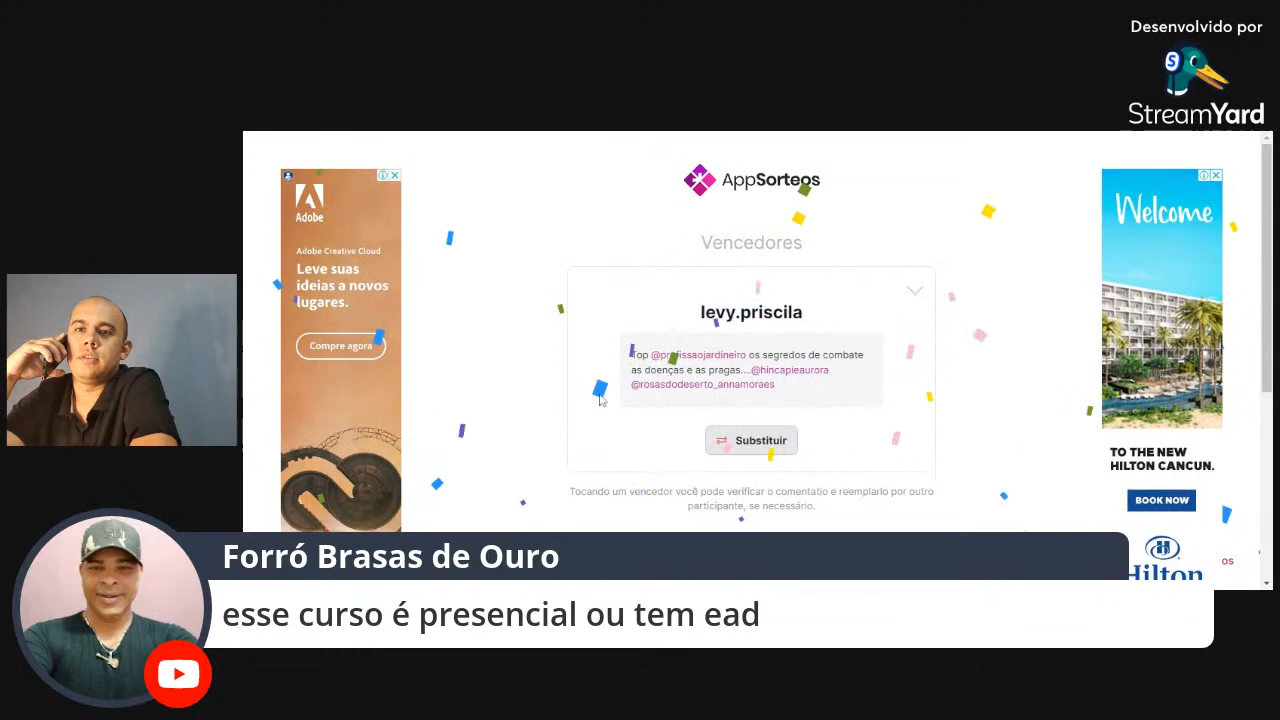 Desenvolvido por
StreamYard
Adobe
Adobe Creative Cloud
Leve suas
ideias a novos
lugares.
Compre agora
AppSorteos
Vencedores
levy.priscila
Top @profissaojardineiro os segredos de combate
as doenças e as pragas....@hincapieaurora
@rosasdodeserto_annamoraes
Substituir
Tocando um vencedor você pode verificar o comentatio e reemplarlo por outro
participante, se necessário.
Welcome
TO THE NEW
HILTON CANCUN.
BOOK NOW
Hilton
os
Forró Brasas de Ouro
esse curso é presencial ou tem ead